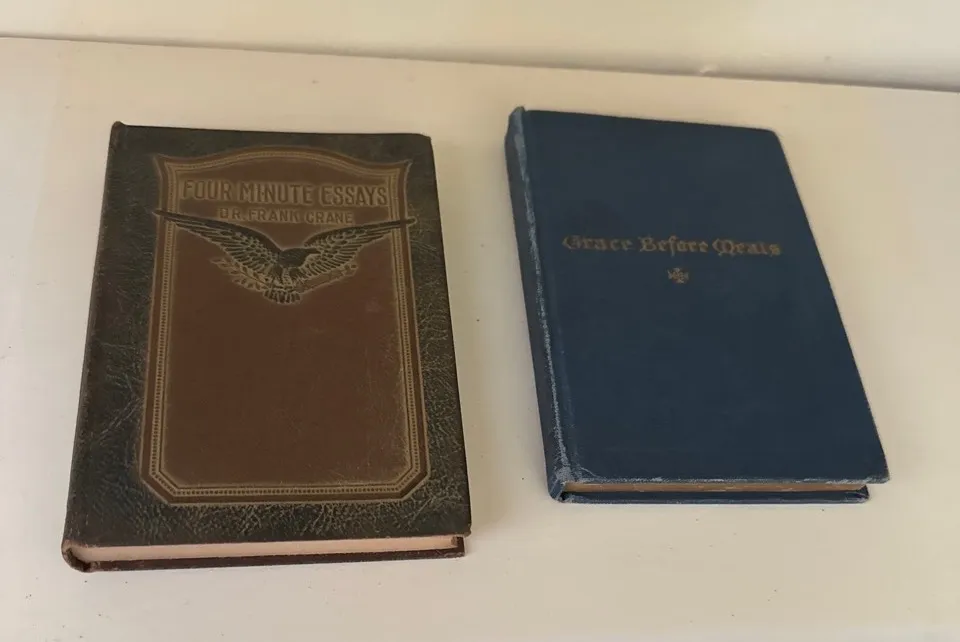 FOUR MINUTE ESSAYS
DR. FRANK CRANE
Grace Before Meals